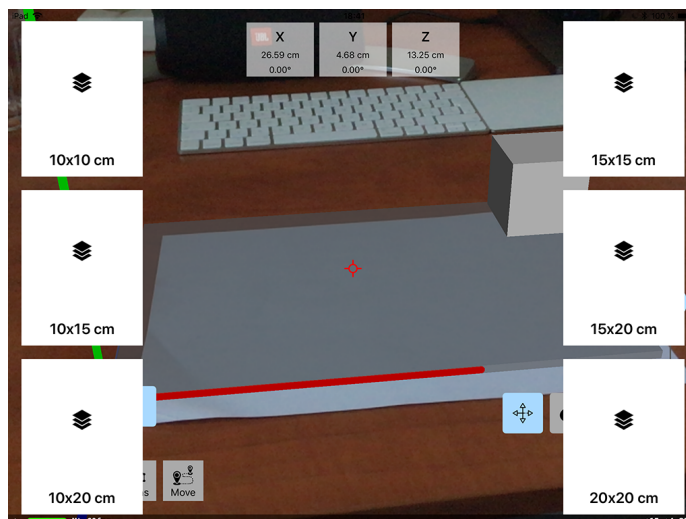 X
Y
Z
26.59 cm
4.68 cm
13.25 cm
0.00°
0.00°
0.00°
10x10 cm
15x15 cm
10x15 cm
15x20 cm
Move
10x20 cm
20x20 cm